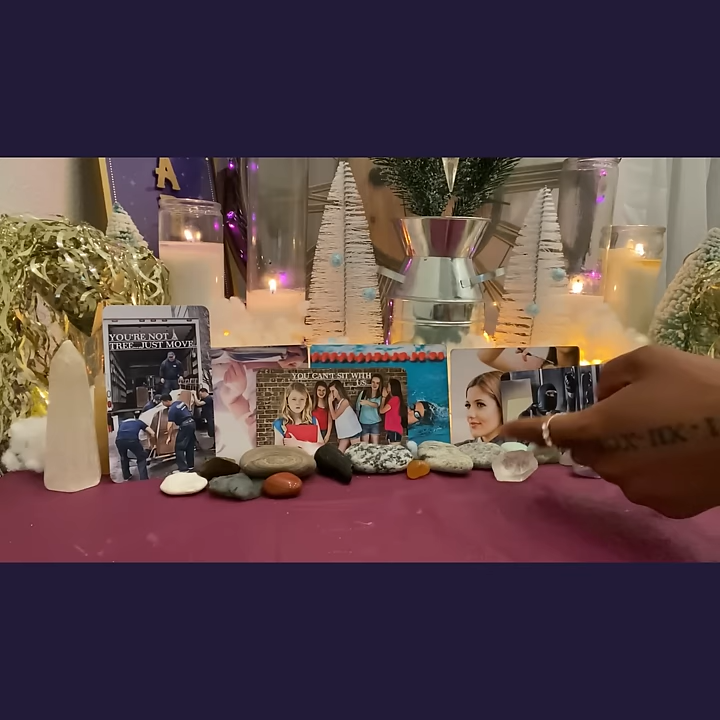 A
YOU'RE NOT A
TREE...JUST MOVE
YOU CAN'T SIT WITH
US